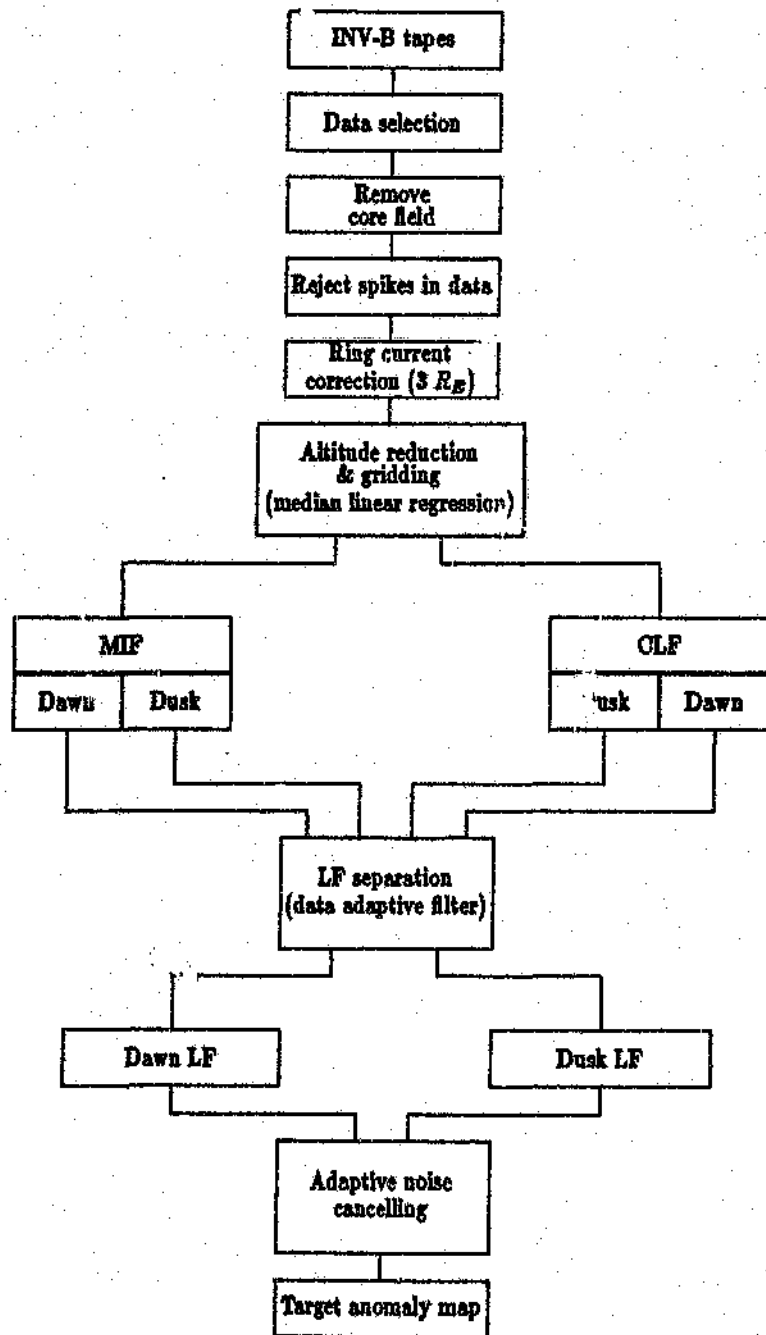 INV-B tapes
Data selection
Remove
core field
Reject spikes in data
Ring current
correction (3 R_E)
Altitude reduction
& gridding
(median linear regression)
MIF
CLF
Dawn
Dusk
usk
Dawn
LF separation
(data adaptive filter)
Dawn LF
Dusk LF
Adaptive noise
cancelling
Target anomaly map